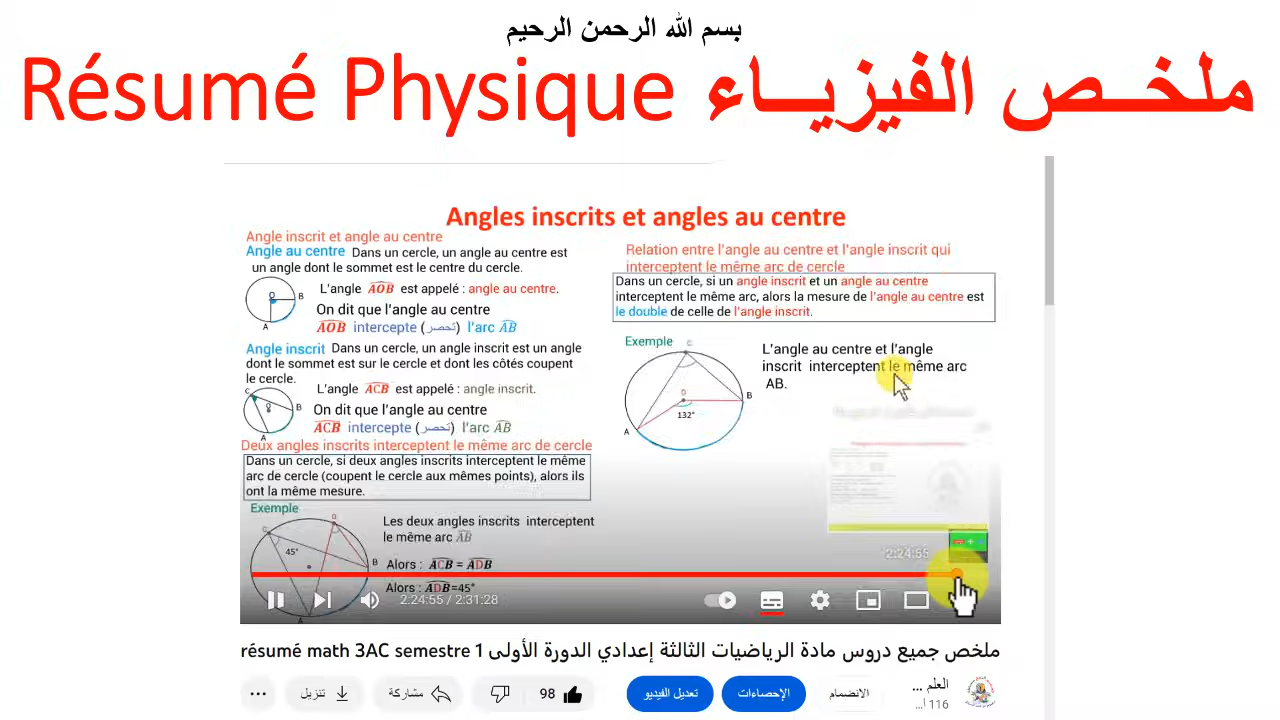 بسم الله الرحمن الرحيم
Résumé Physique ملخـــص الفيزيـــاء
Angles inscrits et angles au centre
Angle inscrit et angle au centre
Angle au centre Dans un cercle, un angle au centre est
un angle dont le sommet est le centre du cercle.
L'angle AOB est appelé : angle au centre.
On dit que l'angle au centre
AOB intercepte (تحصر) l'arc AB
O
B
A
Angle inscrit Dans un cercle, un angle inscrit est un angle
dont le sommet est sur le cercle et dont les côtés coupent
le cercle.
L'angle ACB est appelé : angle inscrit.
On dit que l'angle au centre
ACB intercepte (تحصر) l'arc AB
C
O
B
A
Deux angles inscrits interceptent le même arc de cercle
Dans un cercle, si deux angles inscrits interceptent le même
arc de cercle (coupent le cercle aux mêmes points), alors ils
ont la même mesure.
Exemple
Les deux angles inscrits interceptent
le même arc AB
Alors : ACB = ADB
Alors : ADB=45°
C
D
45°
B
A
Relation entre l'angle au centre et l'angle inscrit qui
interceptent le même arc de cercle
Dans un cercle, si un angle inscrit et un angle au centre
interceptent le même arc, alors la mesure de l'angle au centre est
le double de celle de l'angle inscrit.
Exemple
L'angle au centre et l'angle
inscrit interceptent le même arc
AB.
C
O
132°
B
A
2:24:55
2:24:55 / 2:31:28
ملخص جميع دروس مادة الرياضيات الثالثة إعدادي الدورة الأولى résumé math 3AC semestre 1
العلم ...
116 أ...
الانضمام
الإحصاءات
تعديل الفيديو
98
مشاركة
تنزيل
...